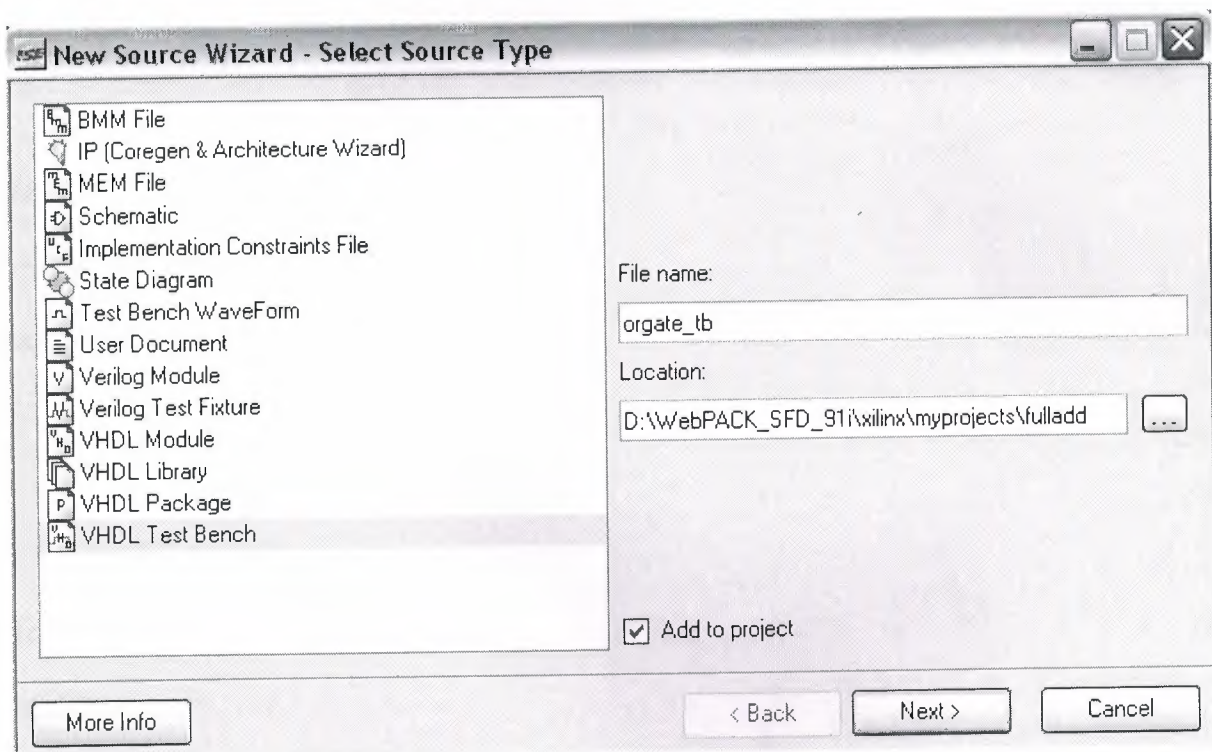 ISE New Source Wizard - Select Source Type
BMM File
IP (Coregen & Architecture Wizard)
MEM File
Schematic
Implementation Constraints File
State Diagram
Test Bench WaveForm
User Document
Verilog Module
Verilog Test Fixture
VHDL Module
VHDL Library
VHDL Package
VHDL Test Bench
File name:
orgate_tb
Location:
D:\WebPACK_SFD_91i\xilinx\myprojects\fulladd
...
Add to project
More Info
< Back
Next >
Cancel